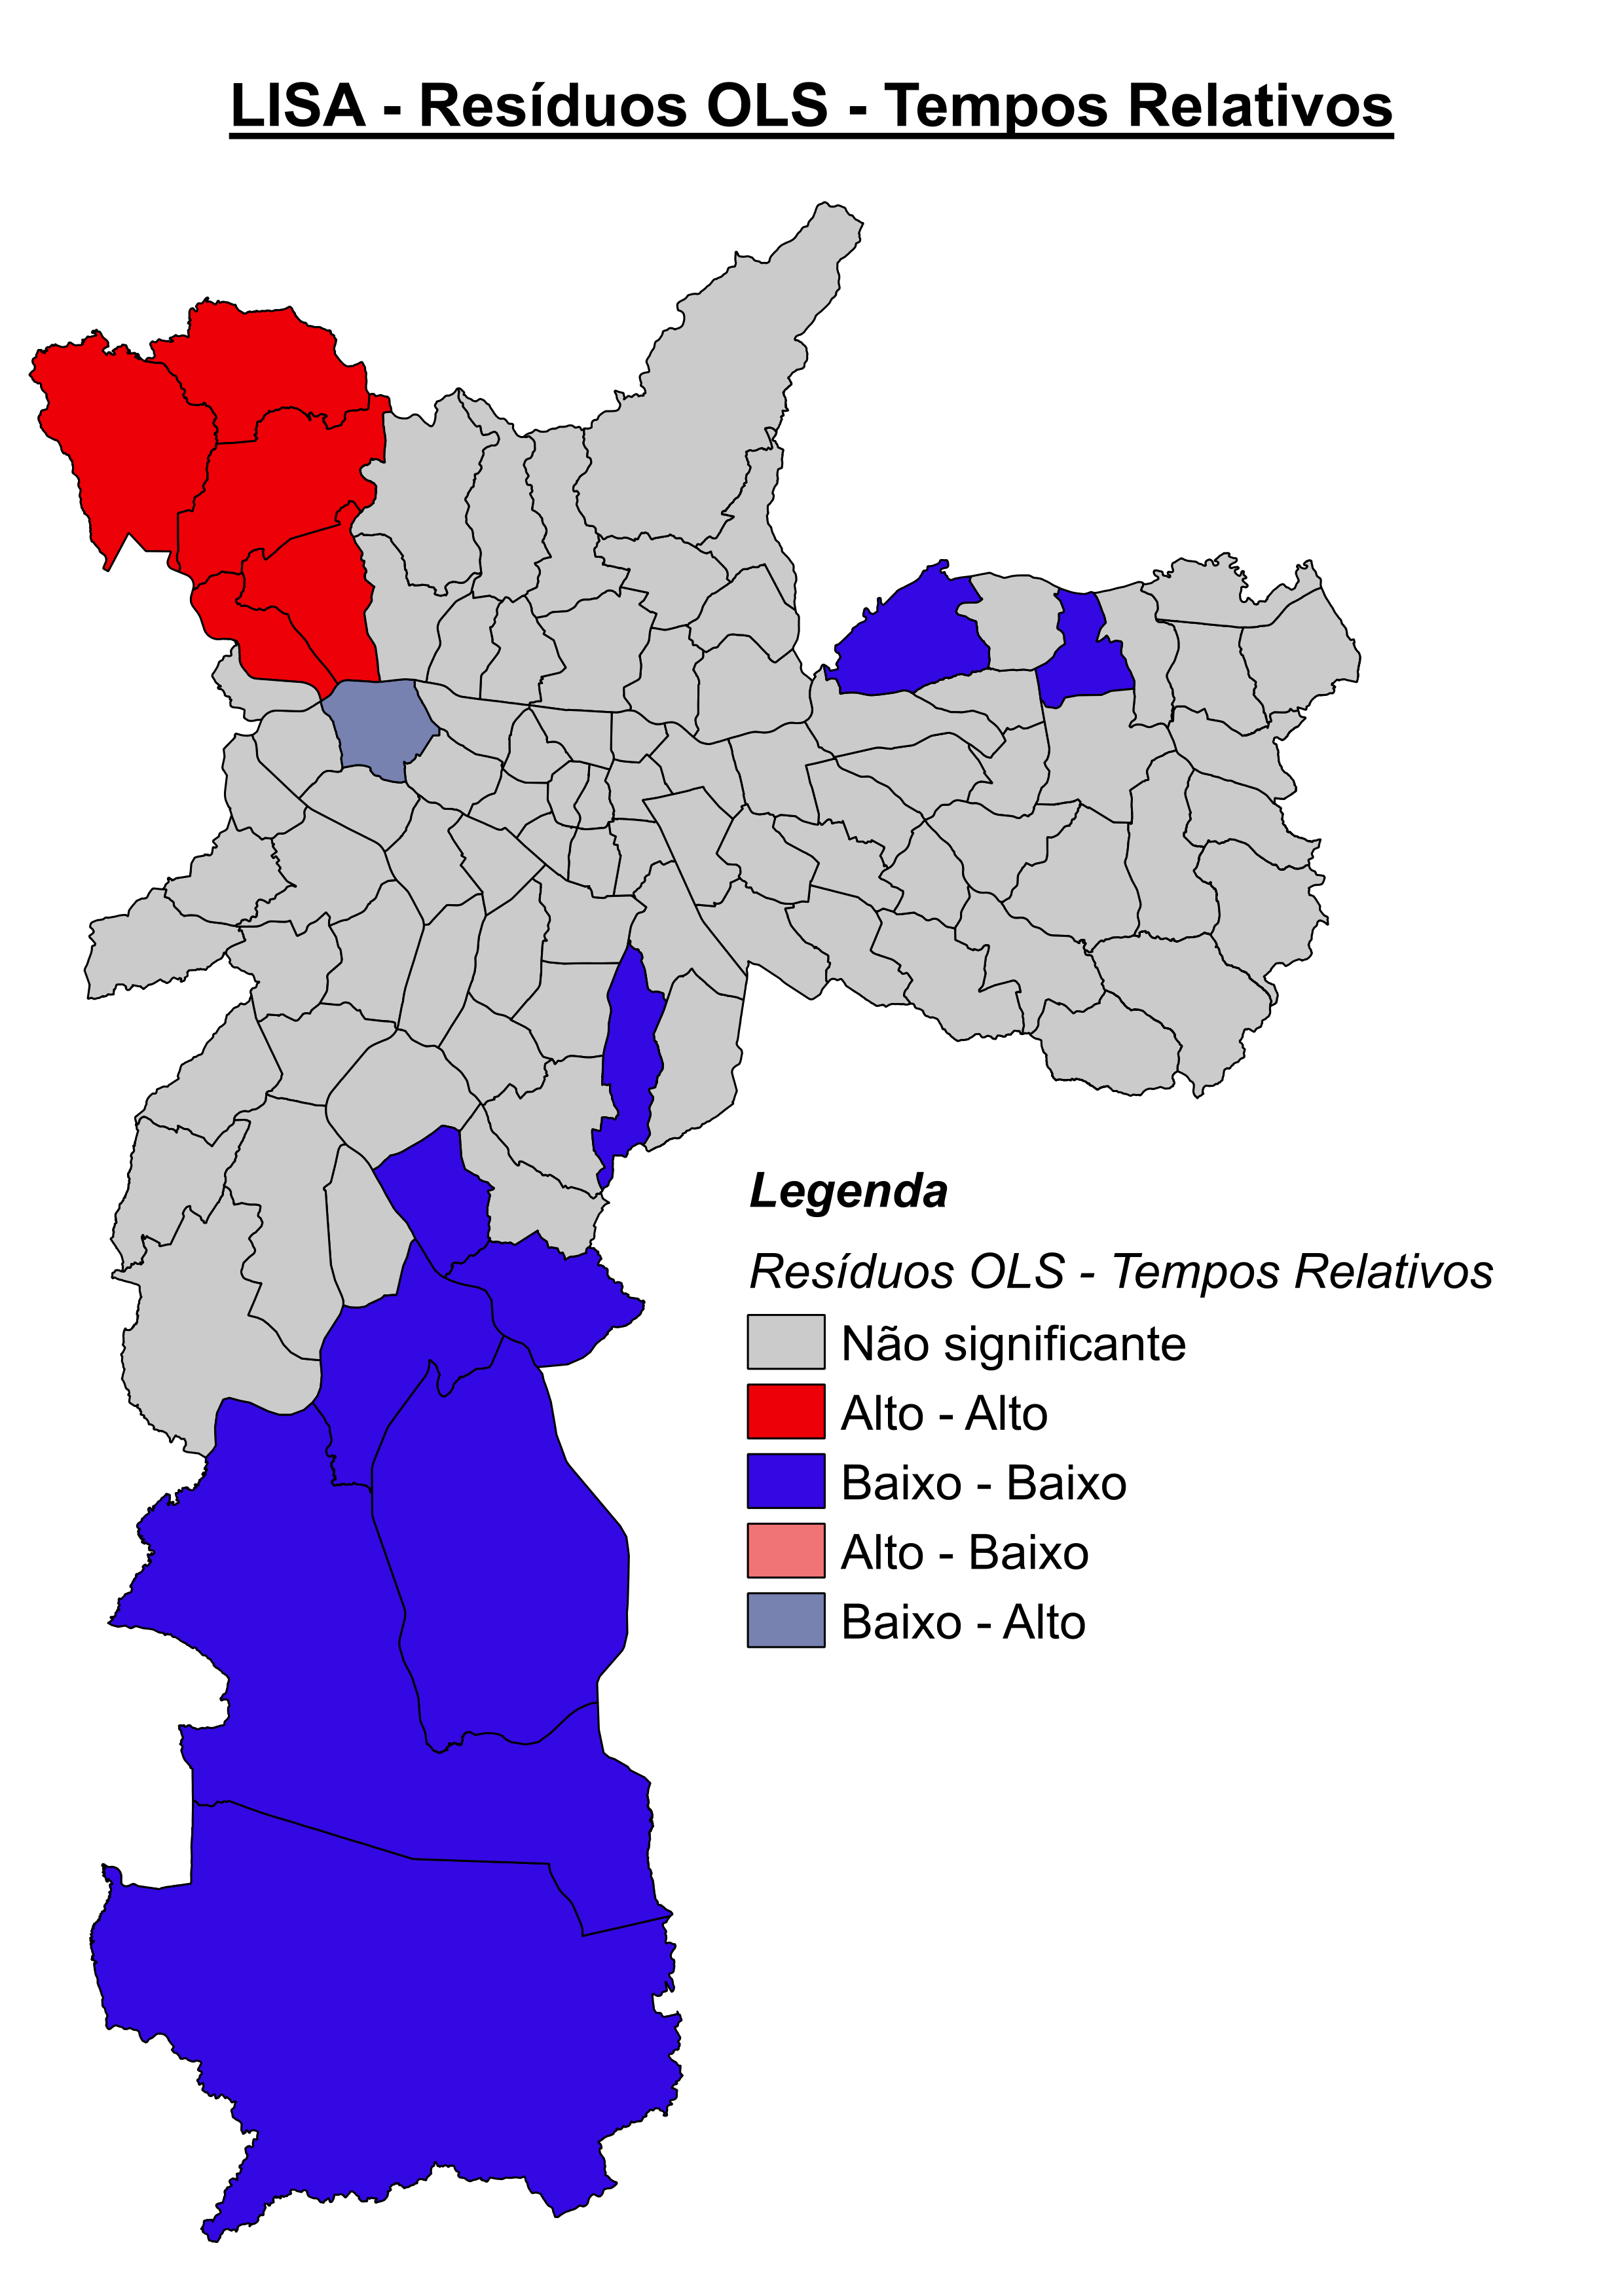 LISA - Resíduos OLS - Tempos Relativos
Legenda
Resíduos OLS - Tempos Relativos
Não significante
Alto - Alto
Baixo - Baixo
Alto - Baixo
Baixo - Alto